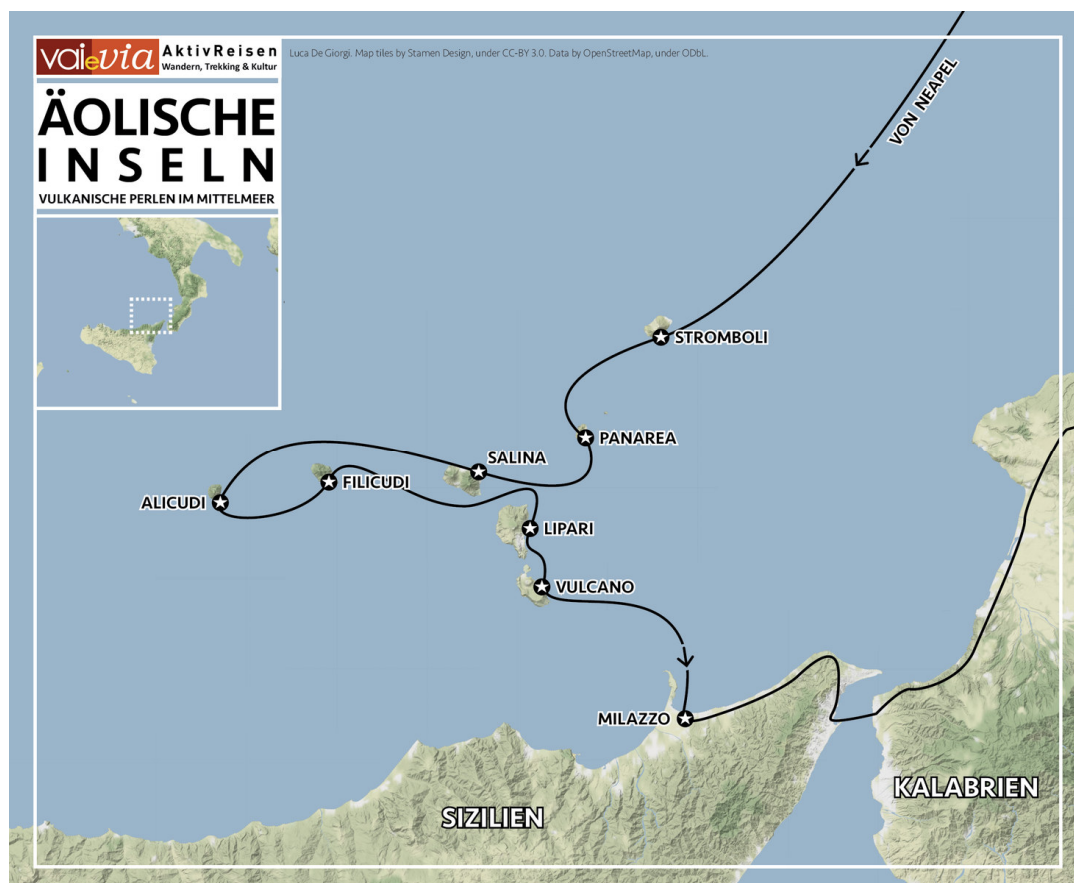 vaievia
AktivReisen
Wandern, Trekking & Kultur
Luca De Giorgi. Map tiles by Stamen Design, under CC-BY 3.0. Data by OpenStreetMap, under ODbL.
ÄOLISCHE
INSELN
VULKANISCHE PERLEN IM MITTELMEER
VON NEAPEL
STROMBOLI
PANAREA
SALINA
FILICUDI
ALICUDI
LIPARI
VULCANO
MILAZZO
KALABRIEN
SIZILIEN